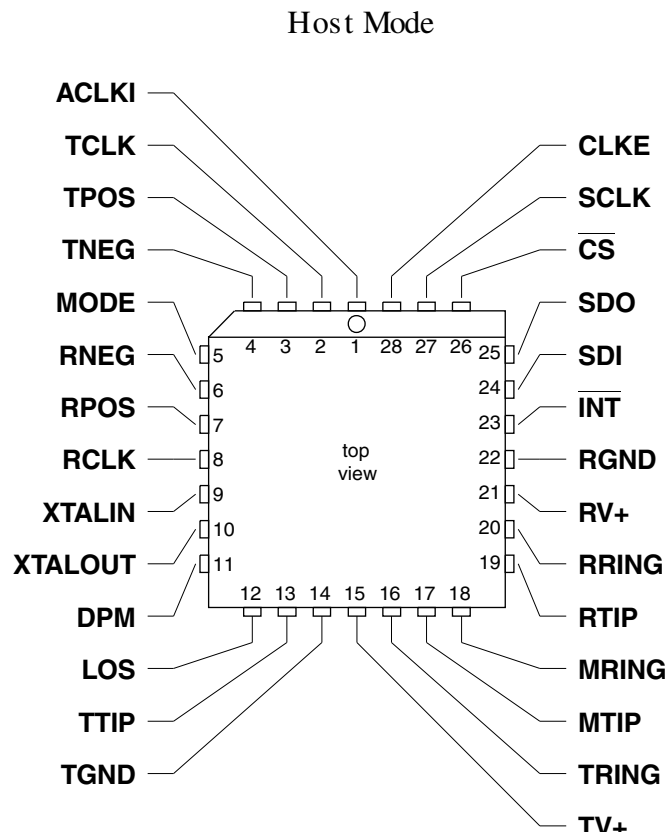 Host Mode
ACLKI
TCLK
TPOS
TNEG
MODE
RNEG
RPOS
RCLK
XTALIN
XTALOUT
DPM
LOS
TTIP
TGND
CLKE
SCLK
C̅S̅
SDO
SDI
I̅N̅T̅
RGND
RV+
RRING
RTIP
MRING
MTIP
TRING
TV+
4 3 2 1 28 27 26
5
6
7
8
9
10
11
25
24
23
22
21
20
19
top
view
12 13 14 15 16 17 18